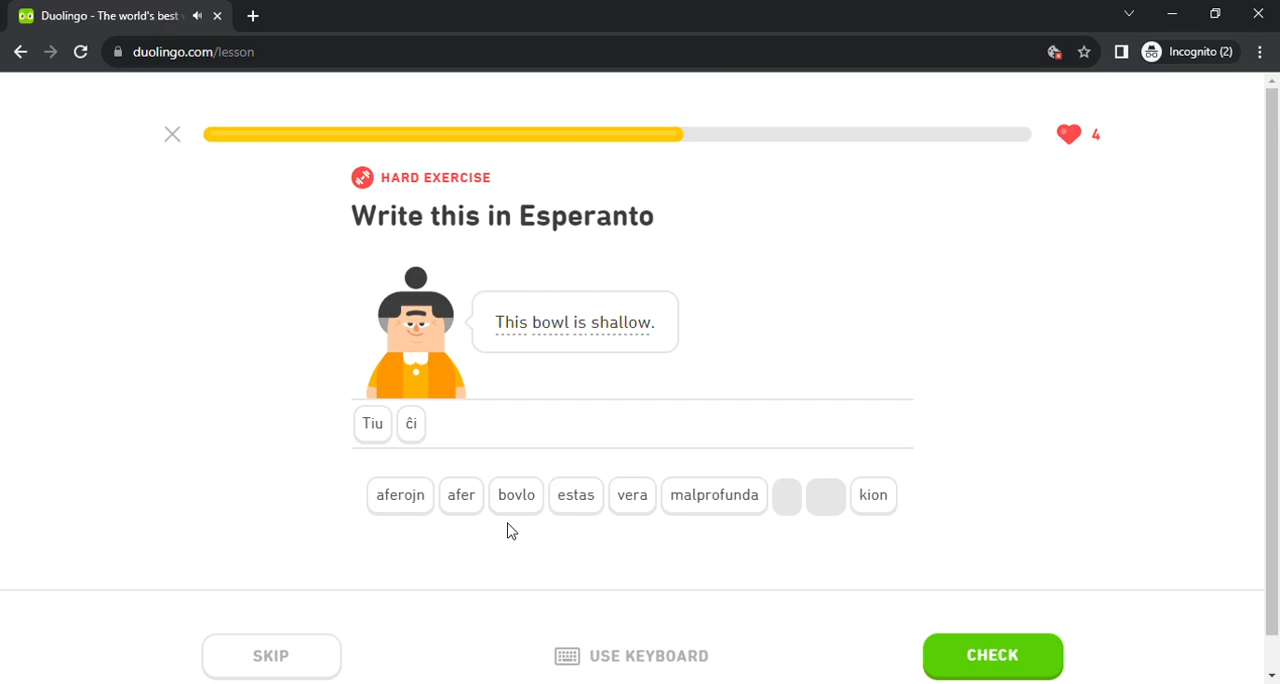 Duolingo - The world's best
duolingo.com/lesson
Incognito (2)
4
HARD EXERCISE
Write this in Esperanto
This bowl is shallow.
Tiu ĉi
aferojn afer bovlo estas vera malprofunda kion
SKIP USE KEYBOARD CHECK